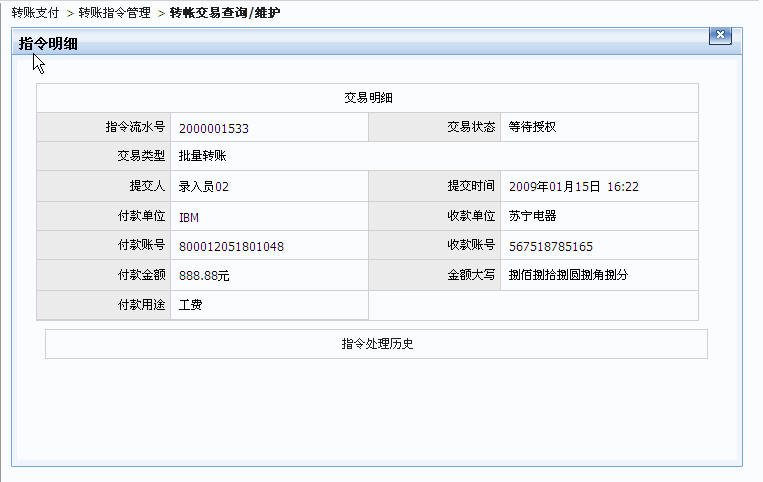 转账支付 > 转账指令管理 > 转帐交易查询/维护
指令明细
交易明细
指令流水号 2000001533 交易状态 等待授权
交易类型 批量转账
提交人 录入员02 提交时间 2009年01月15日 16:22
付款单位 IBM 收款单位 苏宁电器
付款账号 800012051801048 收款账号 567518785165
付款金额 888.88元 金额大写 捌佰捌拾捌圆捌角捌分
付款用途 工费
指令处理历史